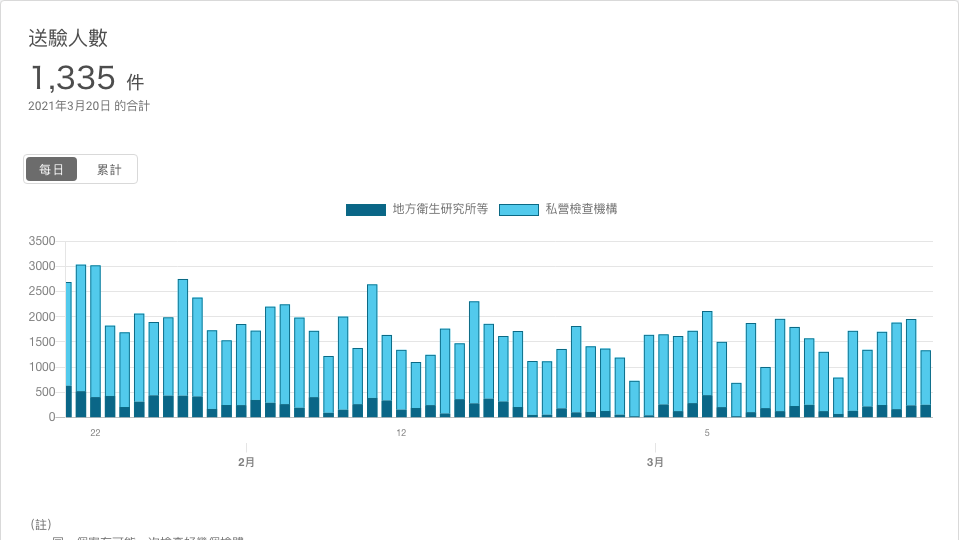 送驗人數
1,335 件
2021年3月20日 的合計
每日 累計
地方衛生研究所等 私營檢查機構
3500
3000
2500
2000
1500
1000
500
0
22 12 5
2月 3月
（註）